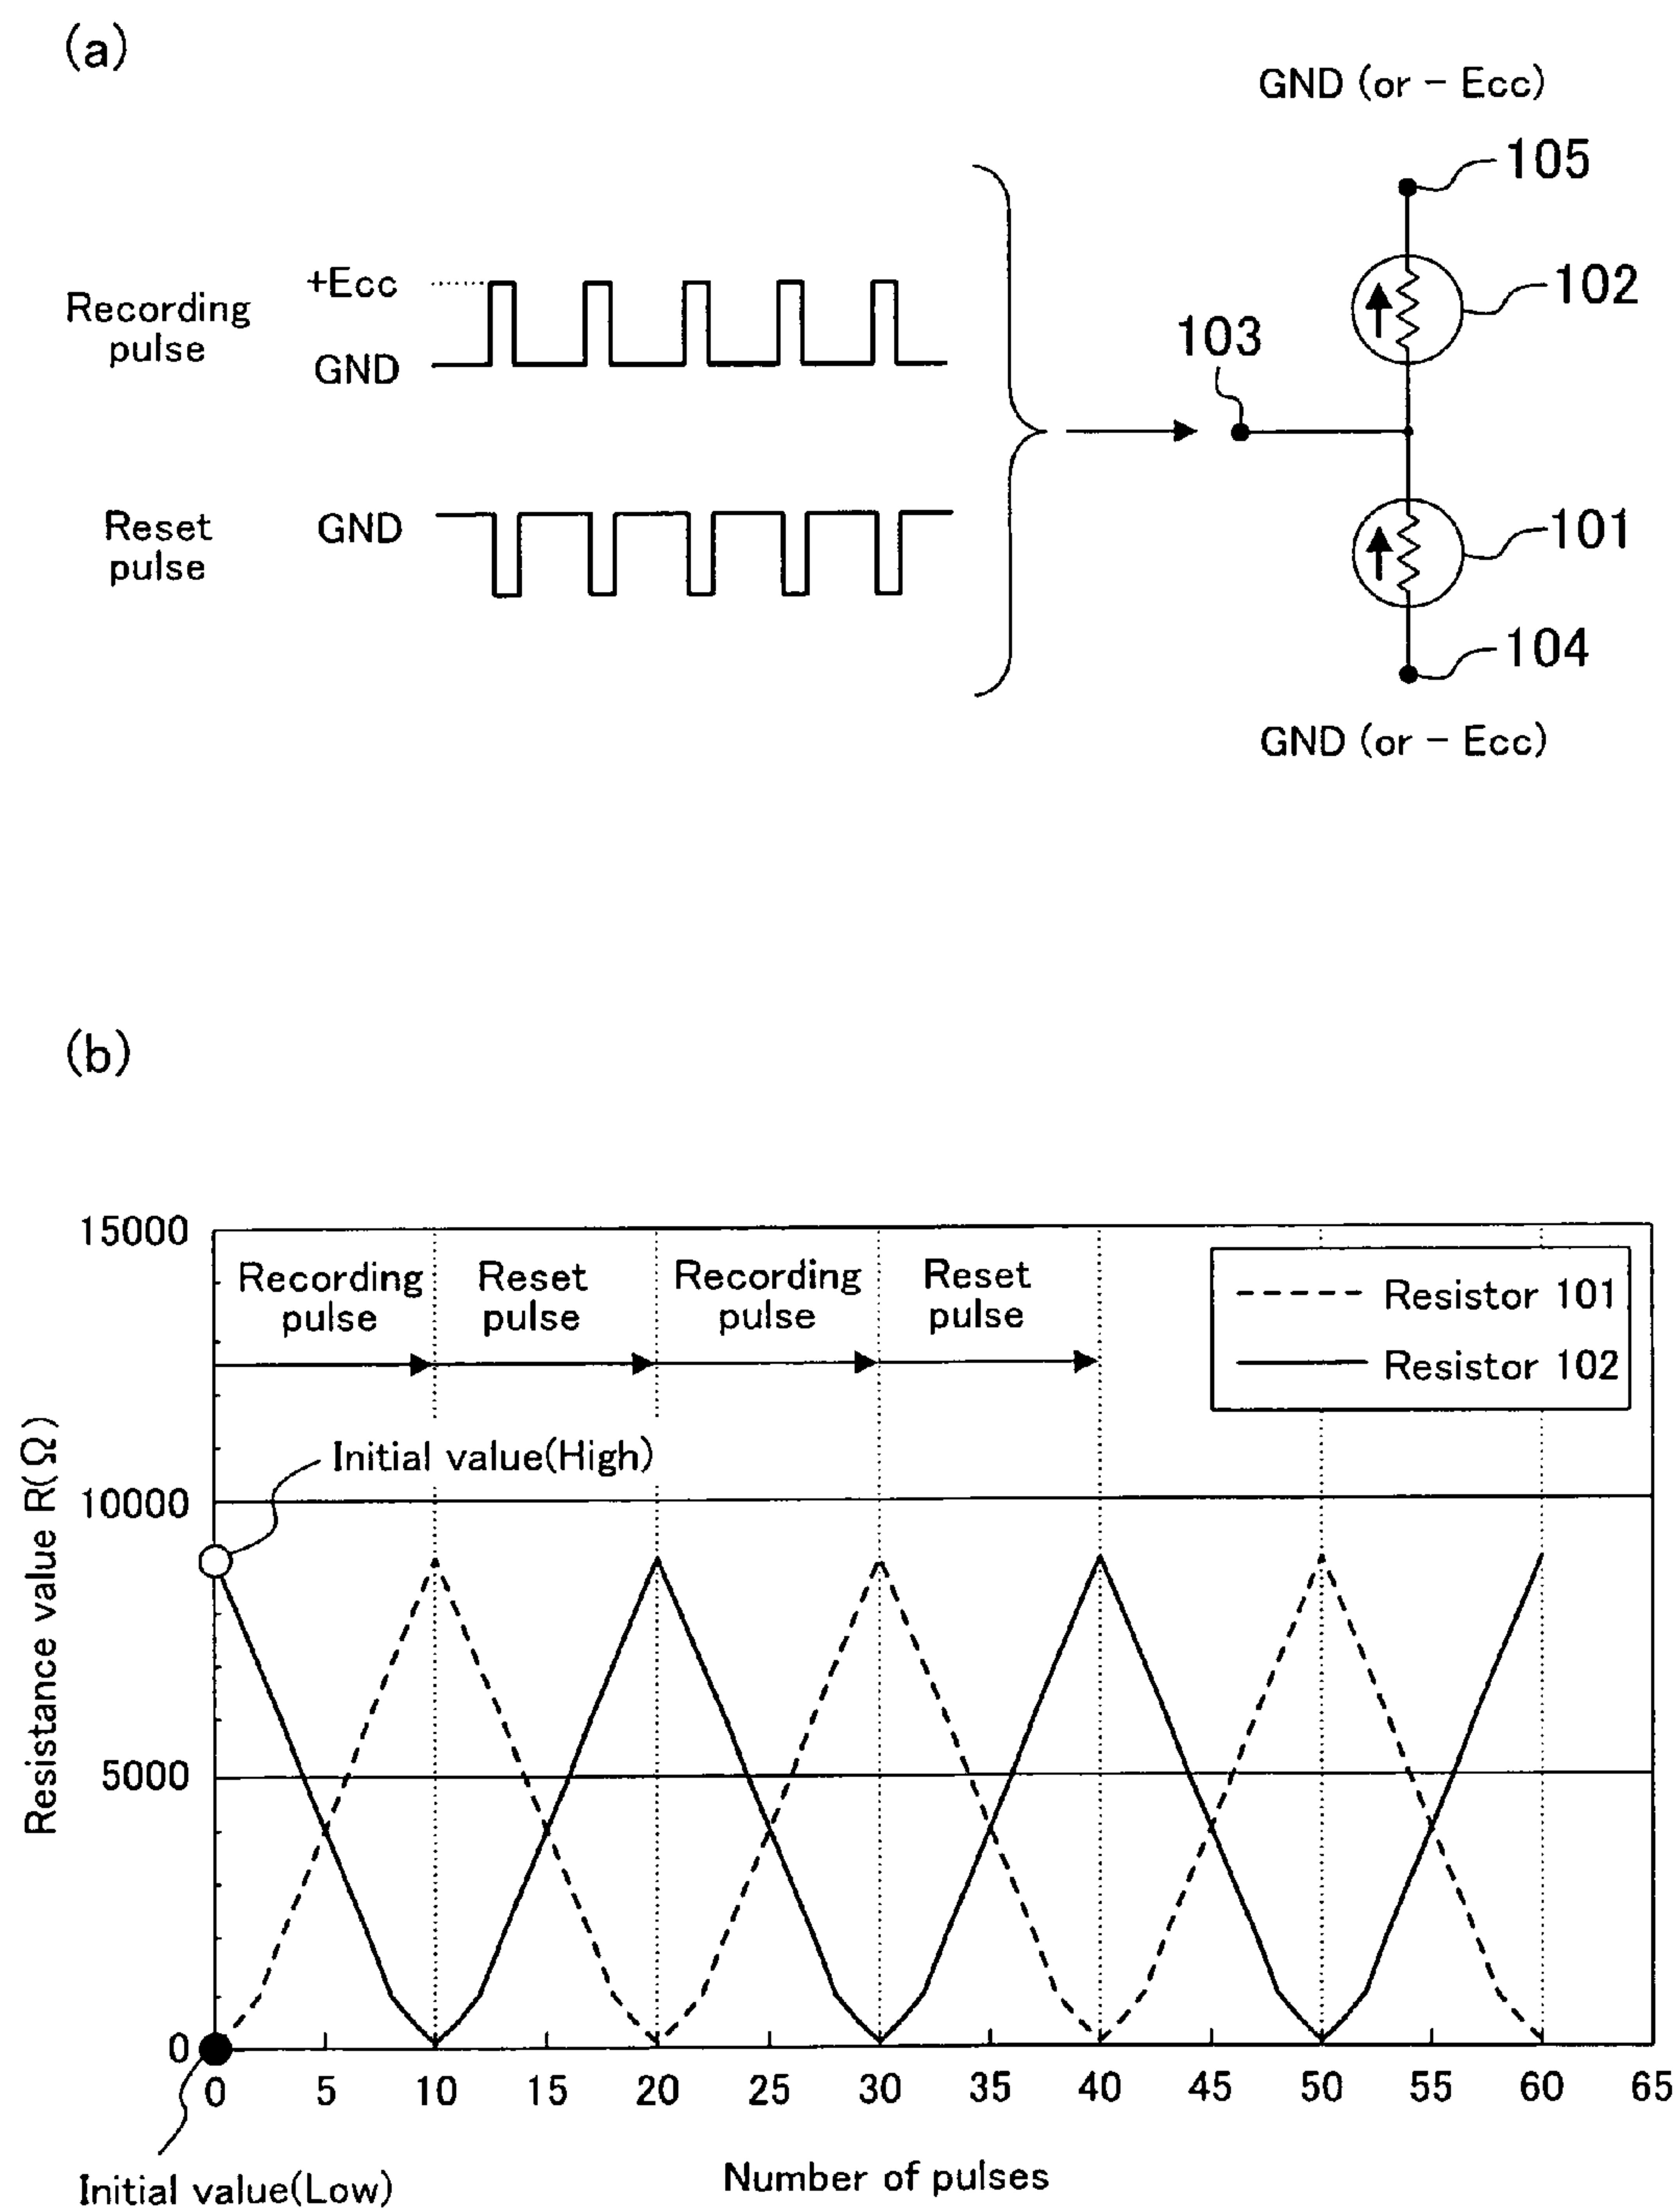 (a)
GND (or - Ecc)
105
Recording
pulse
+Ecc
GND
102
103
Reset
pulse
GND
101
104
GND (or - Ecc)
(b)
15000
10000
5000
0
Resistance value R(Ω)
Recording
pulse
Reset
pulse
Recording
pulse
Reset
pulse
Resistor 101
Resistor 102
Initial value(High)
0 5 10 15 20 25 30 35 40 45 50 55 60 65
Number of pulses
Initial value(Low)